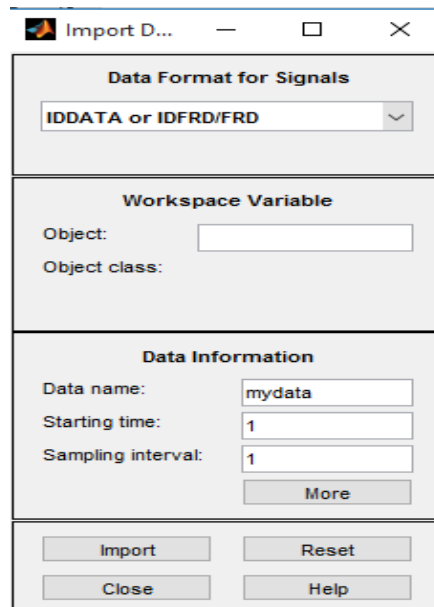 Import D...
Data Format for Signals
IDDATA or IDFRD/FRD
Workspace Variable
Object:
Object class:
Data Information
Data name: mydata
Starting time: 1
Sampling interval: 1
More
Import Reset
Close Help